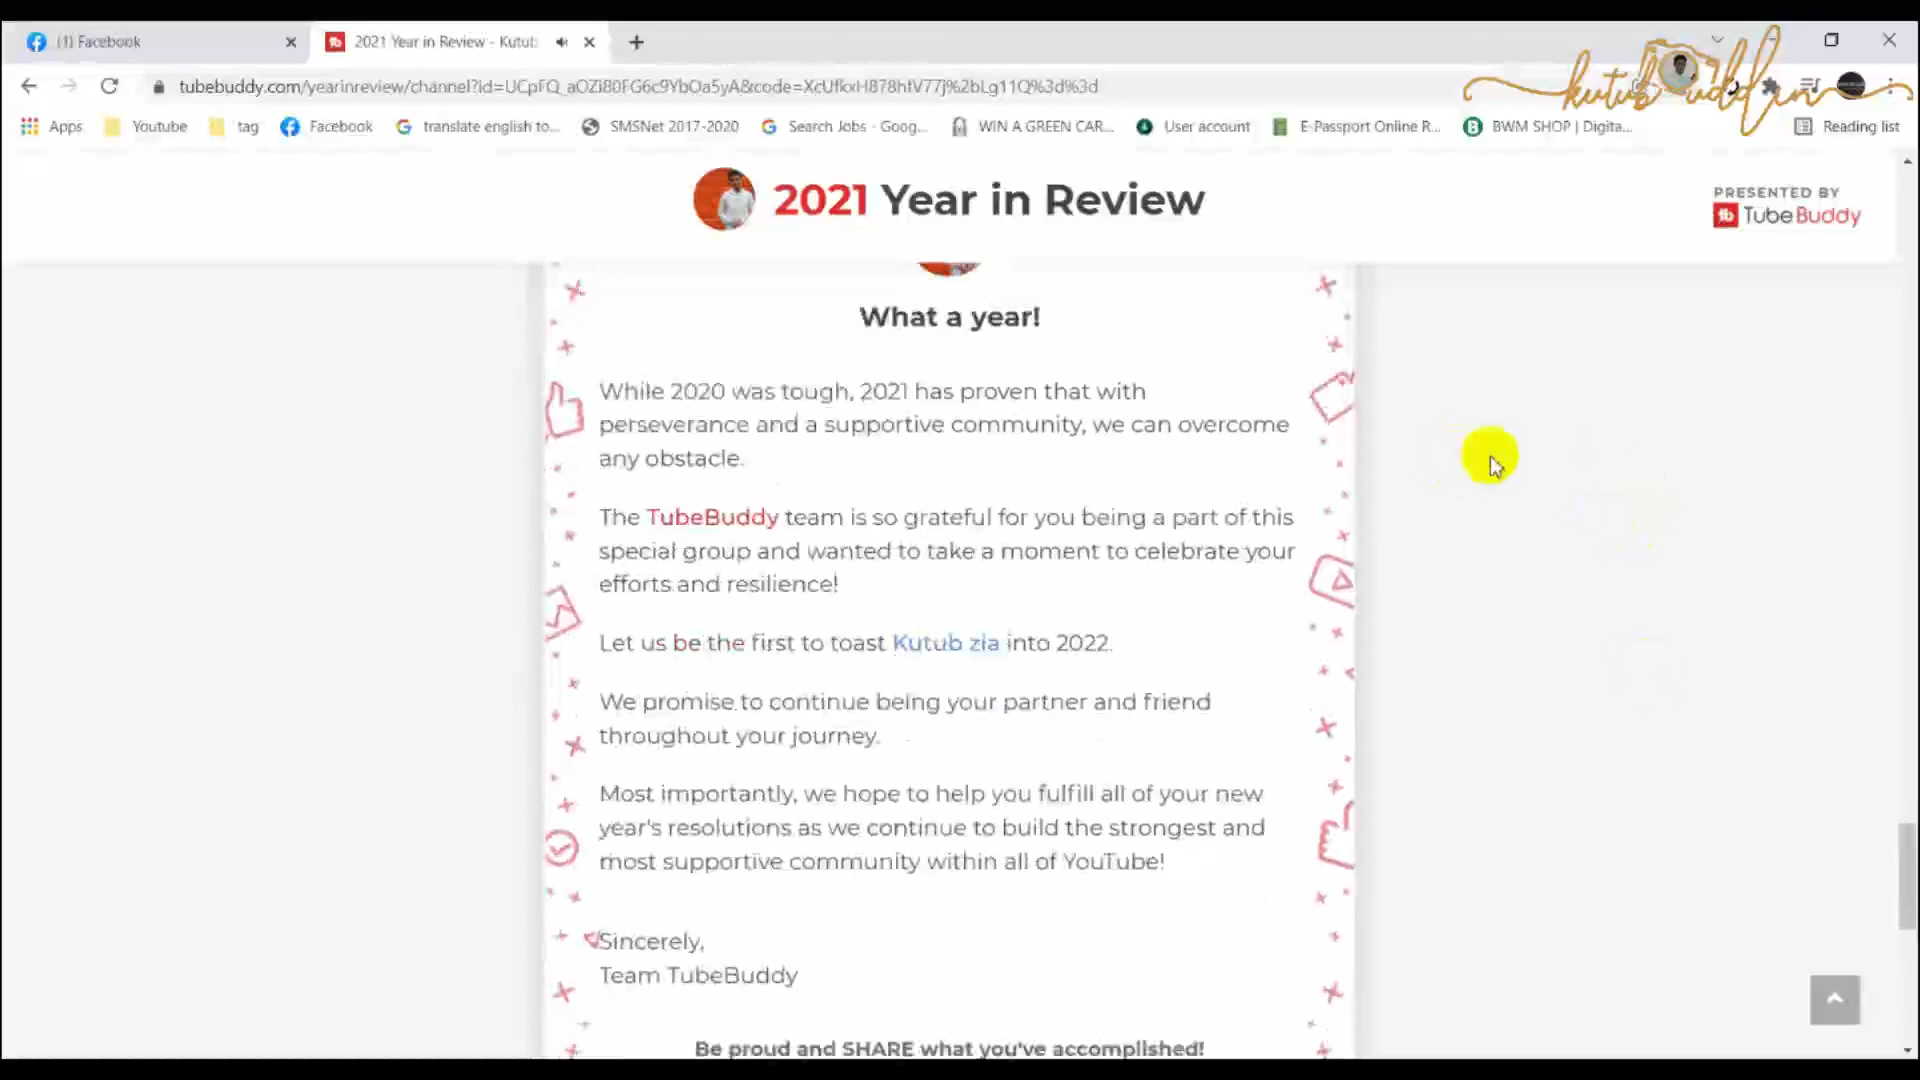 (1) Facebook
2021 Year in Review - Kutub
tubebuddy.com/yearinreview/channel?id=UCpFQ_aOZi80FG6c9YbOa5yA&code=XcUfkxH878hfV77J%2bLg11Q%3d%3d
kutubuddin
Apps Youtube tag Facebook translate english to... SMSNet 2017-2020 Search Jobs - Goog... WIN A GREEN CAR... User account E-Passport Online R... BWM SHOP | Digita... Reading list
2021 Year in Review
PRESENTED BY
TubeBuddy
What a year!
While 2020 was tough, 2021 has proven that with
perseverance and a supportive community, we can overcome
any obstacle.
The TubeBuddy team is so grateful for you being a part of this
special group and wanted to take a moment to celebrate your
efforts and resilience!
Let us be the first to toast Kutub zia into 2022.
We promise to continue being your partner and friend
throughout your journey.
Most importantly, we hope to help you fulfill all of your new
year's resolutions as we continue to build the strongest and
most supportive community within all of YouTube!
Sincerely,
Team TubeBuddy
Be proud and SHARE what you've accomplished!